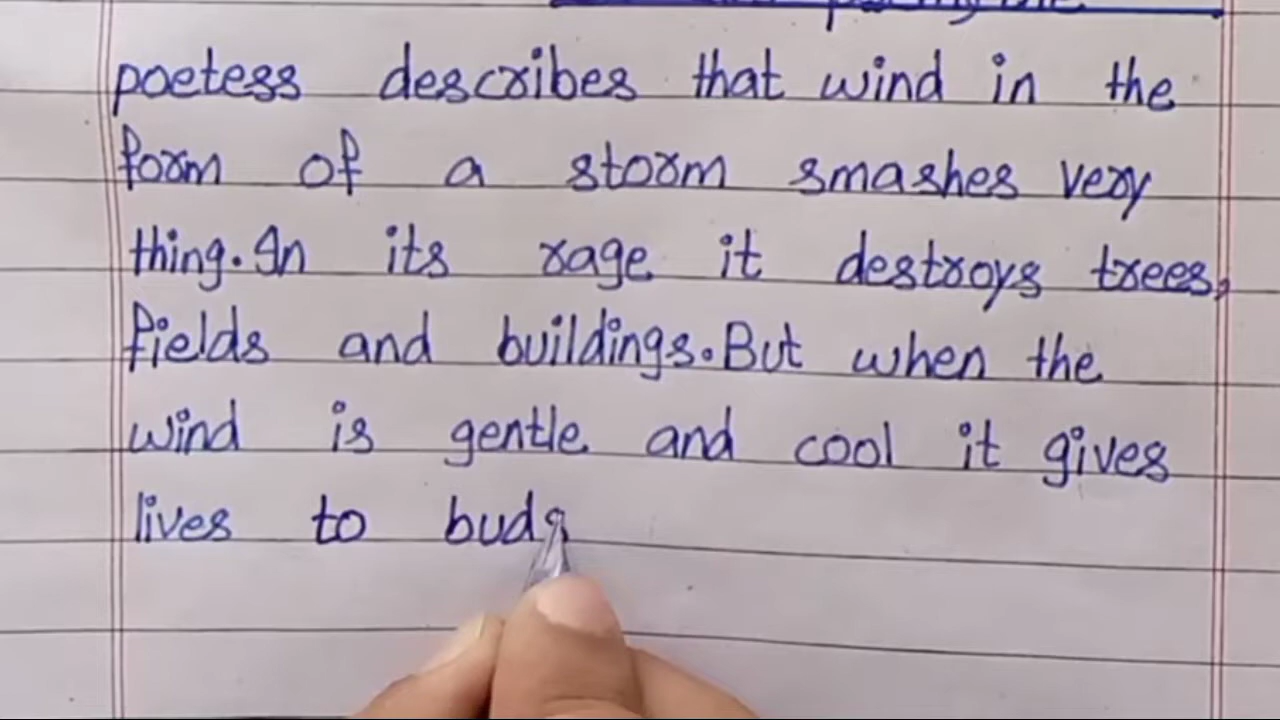 poetess describes that wind in the
form of a storm smashes very
thing. In its rage it destroys trees,
fields and buildings. But when the
wind is gentle and cool it gives
lives to buds